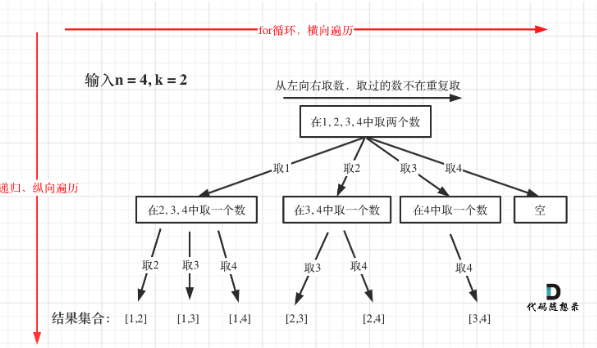 for循环、横向遍历
输入n = 4, k = 2
从左向右取数，取过的数不在重复取
在1, 2, 3, 4中取两个数
取1
取2
取3
取4
递归、纵向遍历
在2, 3, 4中取一个数
在3, 4中取一个数
在4中取一个数
空
取2
取3
取4
取3
取4
取4
代码随想录
结果集合：
[1,2]
[1,3]
[1,4]
[2,3]
[2,4]
[3,4]